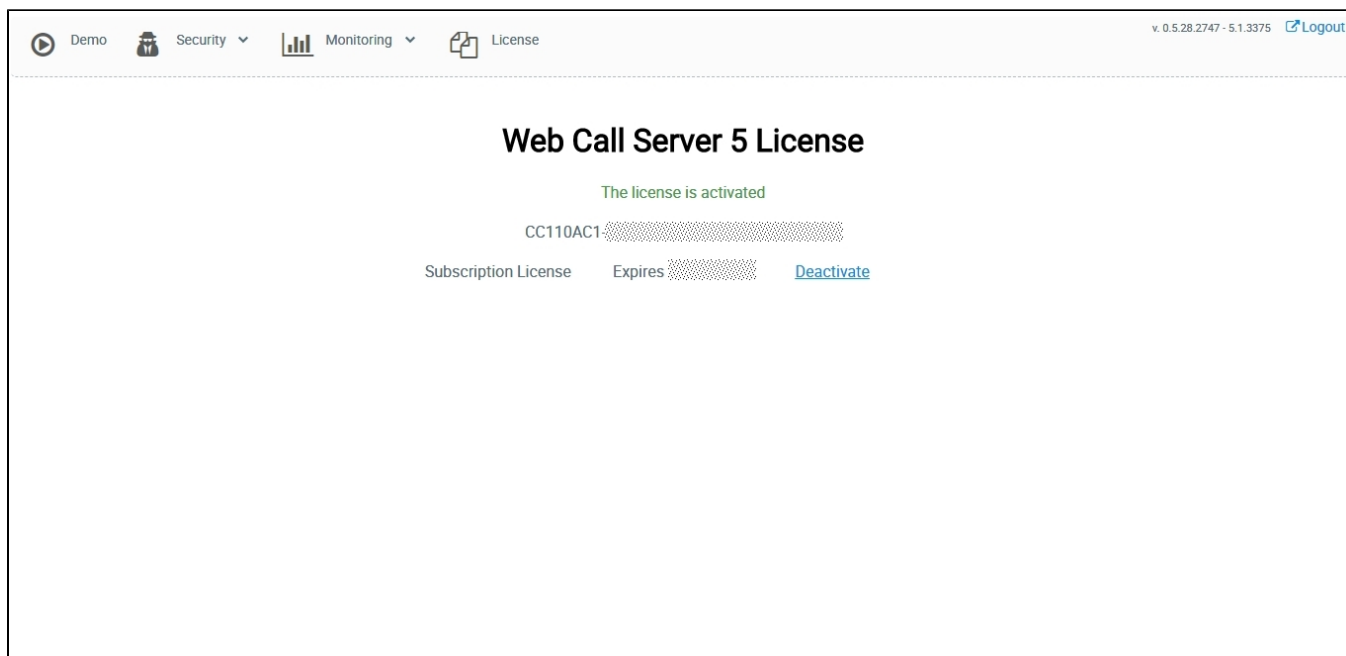 Demo Security Monitoring License v. 0.5.28.2747 - 5.1.3375 Logout
Web Call Server 5 License
The license is activated
CC110AC1-
Subscription License Expires Deactivate